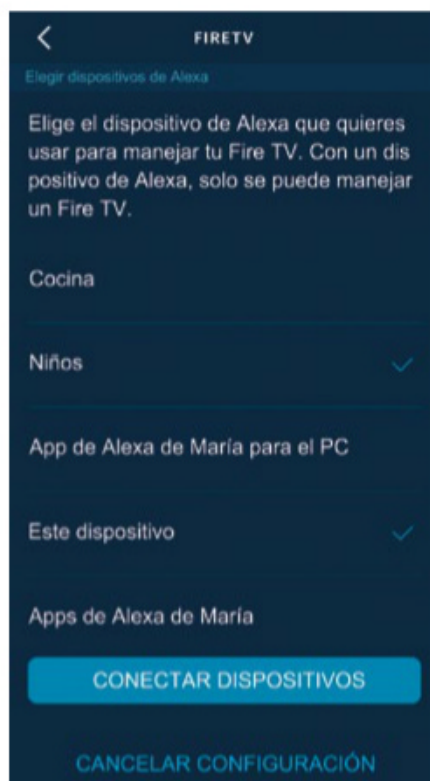 FIRETV
Elegir dispositivos de Alexa
Elige el dispositivo de Alexa que quieres
usar para manejar tu Fire TV. Con un dis
positivo de Alexa, solo se puede manejar
un Fire TV.
Cocina
Niños
App de Alexa de María para el PC
Este dispositivo
Apps de Alexa de María
CONECTAR DISPOSITIVOS
CANCELAR CONFIGURACIÓN